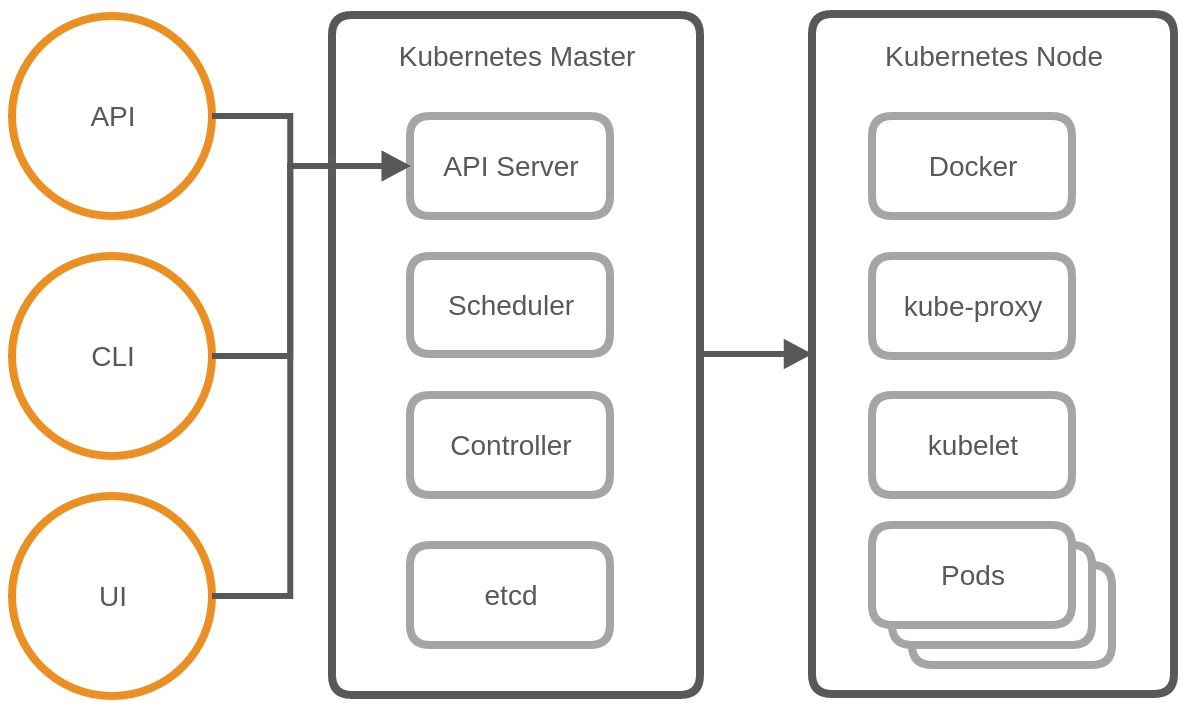 API
CLI
UI
Kubernetes Master
API Server
Scheduler
Controller
etcd
Kubernetes Node
Docker
kube-proxy
kubelet
Pods